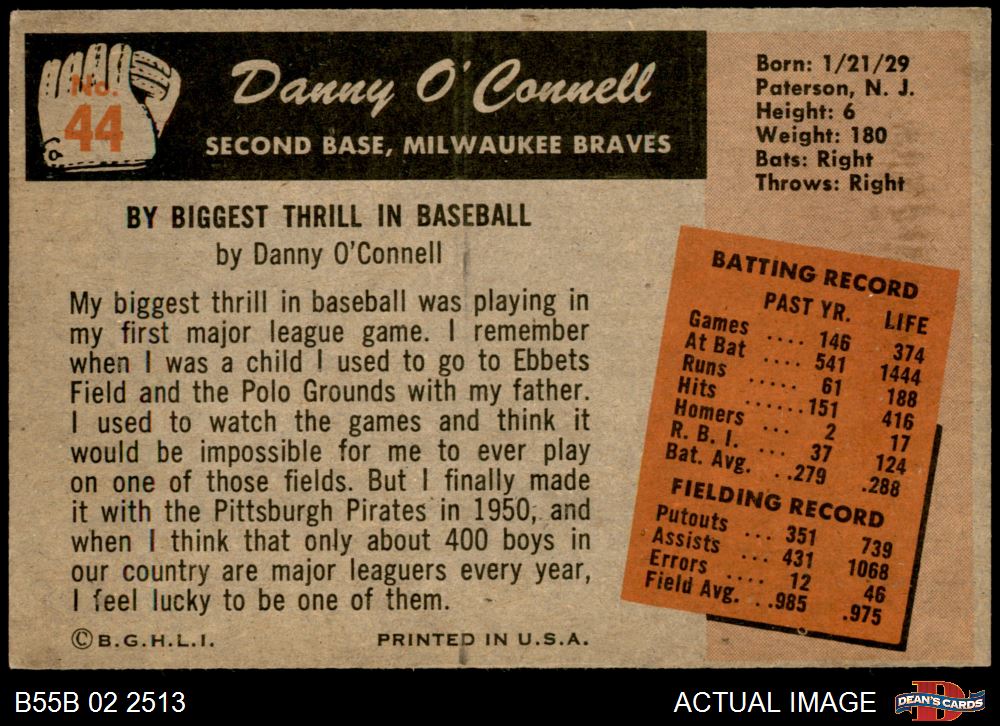 No.
44
Danny O'Connell
SECOND BASE, MILWAUKEE BRAVES
Born: 1/21/29
Paterson, N. J.
Height: 6
Weight: 180
Bats: Right
Throws: Right
BY BIGGEST THRILL IN BASEBALL
by Danny O'Connell
My biggest thrill in baseball was playing in
my first major league game. I remember
when I was a child I used to go to Ebbets
Field and the Polo Grounds with my father.
I used to watch the games and think it
would be impossible for me to ever play
on one of those fields. But I finally made
it with the Pittsburgh Pirates in 1950, and
when I think that only about 400 boys in
our country are major leaguers every year,
I feel lucky to be one of them.
© B.G.H.L.I. PRINTED IN U.S.A.
BATTING RECORD
PAST YR. LIFE
Games .... 146 374
At Bat .... 541 1444
Runs ..... 61 188
Hits ......151 416
Homers ... 2 17
R. B. I. ... 37 124
Bat. Avg. ..279 .288
FIELDING RECORD
Putouts ... 351 739
Assists ... 431 1068
Errors .... 12 46
Field Avg. ..985 .975
B55B 02 2513
ACTUAL IMAGE
D
DEAN'S CARDS